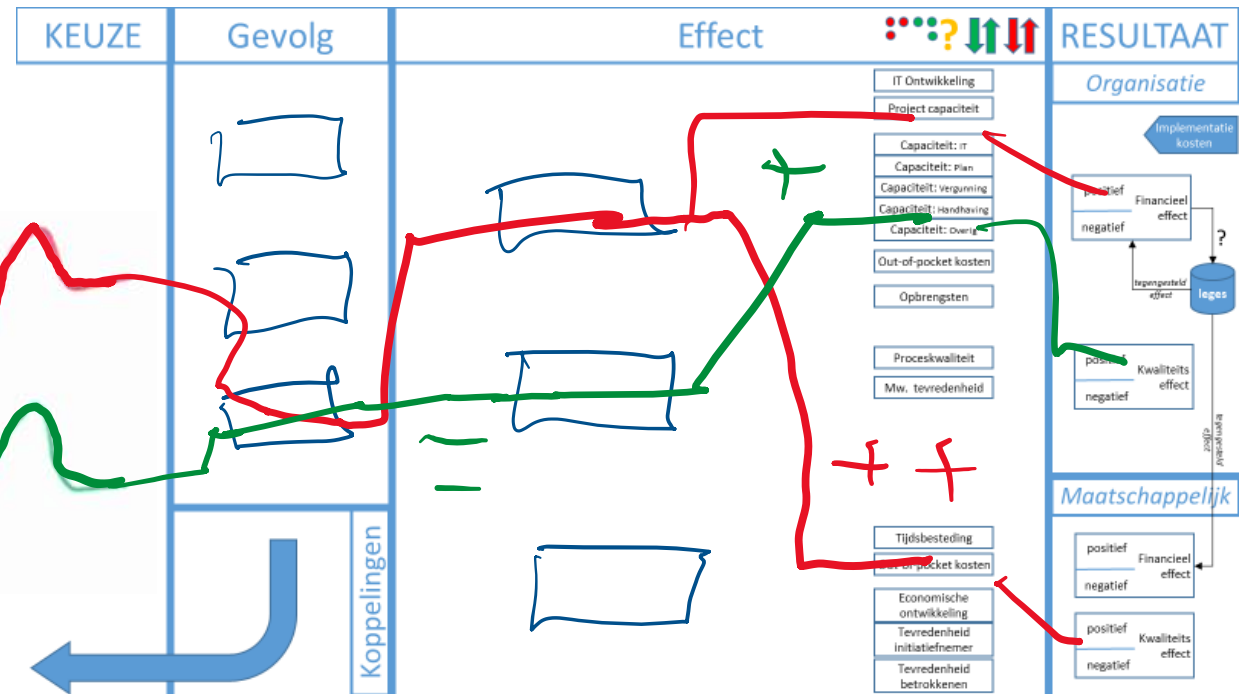 KEUZE
Gevolg
Effect
?
RESULTAAT
Organisatie
IT Ontwikkeling
Project capaciteit
Capaciteit: IT
Capaciteit: Plan
Capaciteit: Vergunning
Capaciteit: Handhaving
Capaciteit: Overig
Out-of-pocket kosten
Opbrengsten
Proceskwaliteit
Mw. tevredenheid
+
+ +
Tijdsbesteding
Out-of-pocket kosten
Economische
ontwikkeling
Tevredenheid
initiatiefnemer
Tevredenheid
betrokkenen
Implementatie
kosten
positief
negatief
Financieel
effect
?
tegengesteld
effect
leges
positief
negatief
Kwaliteits
effect
tegengesteld
effect
Maatschappelijk
positief
negatief
Financieel
effect
positief
negatief
Kwaliteits
effect
Koppelingen